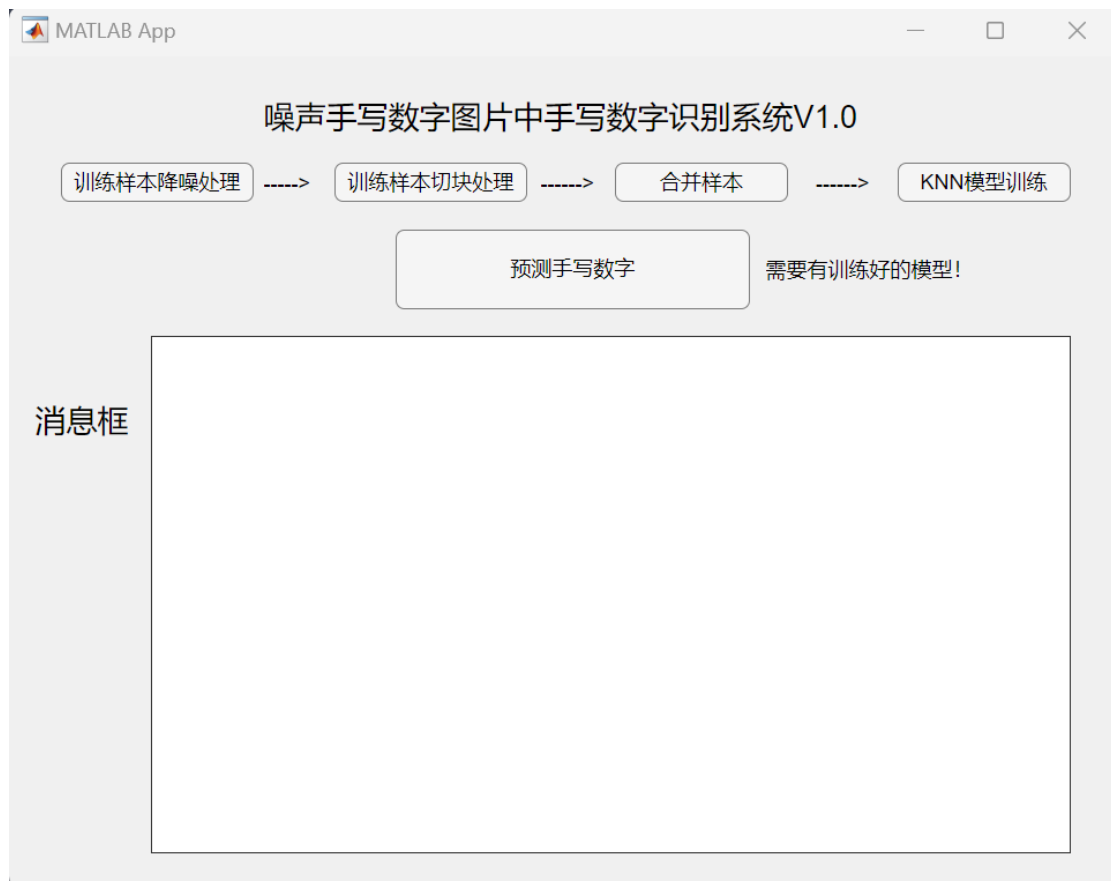 MATLAB App
噪声手写数字图片中手写数字识别系统V1.0
训练样本降噪处理 -----> 训练样本切块处理 ------> 合并样本 ------> KNN模型训练
预测手写数字 需要有训练好的模型！
消息框